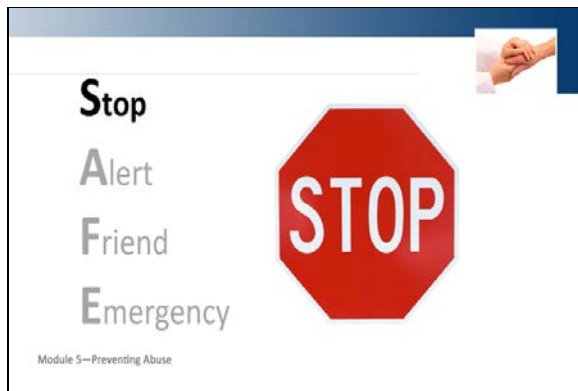 Stop
Alert
Friend
Emergency
STOP
Module 5—Preventing Abuse